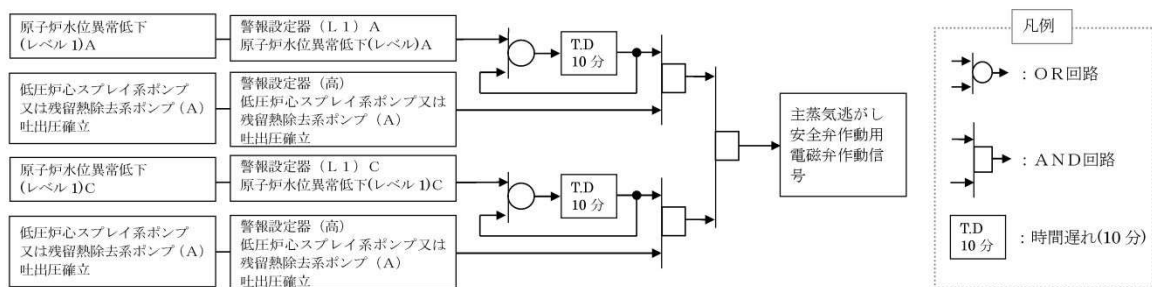 原子炉水位異常低下
(レベル1)A
警報設定器(L1)A
原子炉水位異常低下(レベル)A
低圧炉心スプレイ系ポンプ
又は残留熱除去系ポンプ(A)
吐出圧確立
警報設定器(高)
低圧炉心スプレイ系ポンプ又は
残留熱除去系ポンプ(A)
吐出圧確立
T.D
10分
原子炉水位異常低下
(レベル1)C
警報設定器(L1)C
原子炉水位異常低下(レベル1)C
低圧炉心スプレイ系ポンプ
又は残留熱除去系ポンプ(A)
吐出圧確立
警報設定器(高)
低圧炉心スプレイ系ポンプ又は
残留熱除去系ポンプ(A)
吐出圧確立
T.D
10分
主蒸気逃がし
安全弁作動用
電磁弁作動信
号
凡例
:OR回路
:AND回路
T.D
10分
:時間遅れ(10分)